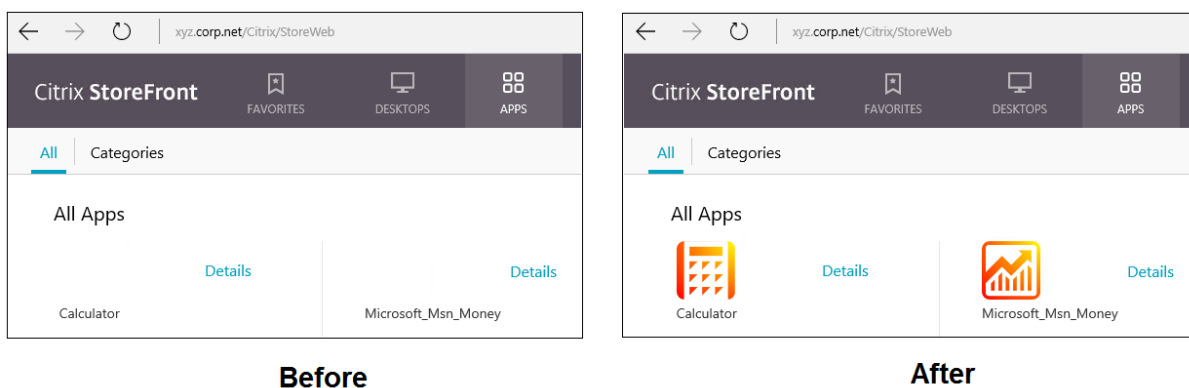 xyz.corp.net/Citrix/StoreWeb
Citrix StoreFront
FAVORITES
DESKTOPS
APPS
All
Categories
All Apps
Details
Details
Calculator
Microsoft_Msn_Money
Before
xyz.corp.net/Citrix/StoreWeb
Citrix StoreFront
FAVORITES
DESKTOPS
APPS
All
Categories
All Apps
Details
Details
Calculator
Microsoft_Msn_Money
After